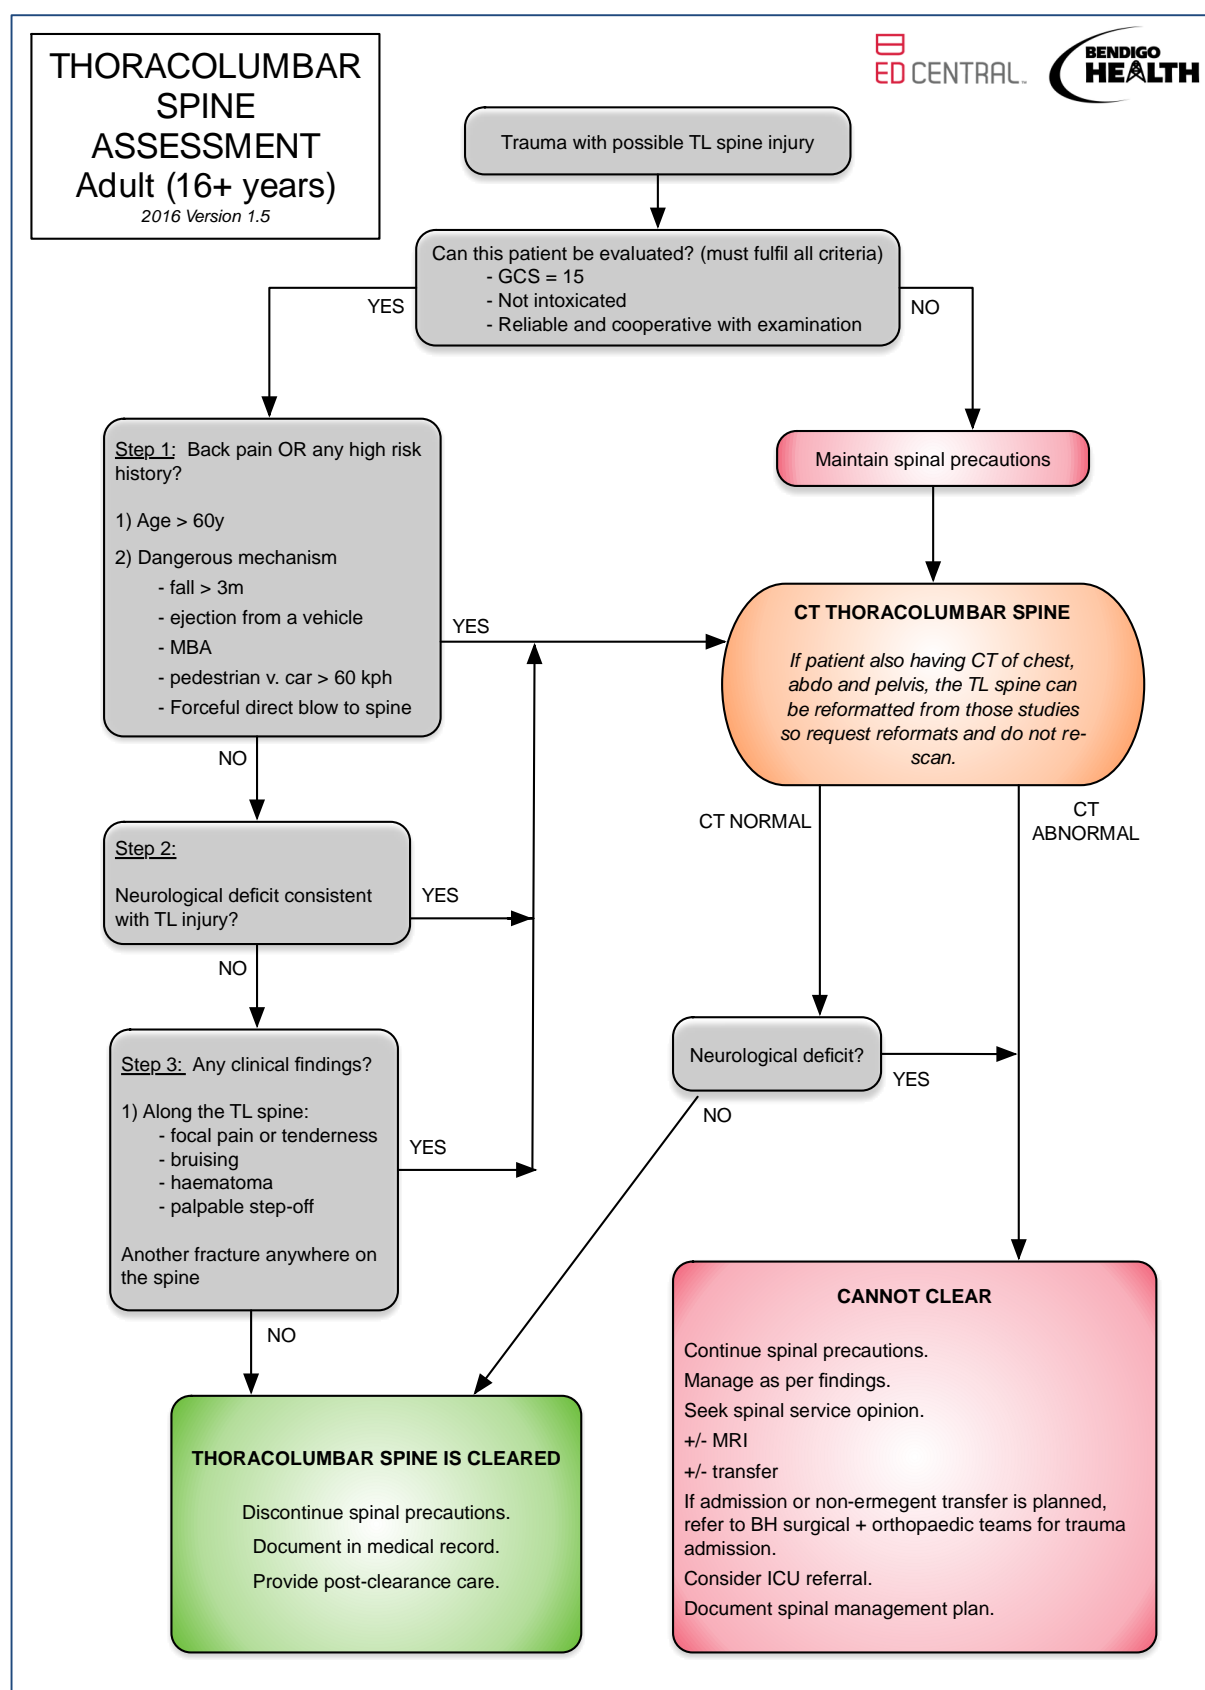 THORACOLUMBAR
SPINE
ASSESSMENT
Adult (16+ years)
2016 Version 1.5
ED CENTRAL™
BENDIGO
HEALTH
Trauma with possible TL spine injury
Can this patient be evaluated? (must fulfil all criteria)
- GCS = 15
- Not intoxicated
- Reliable and cooperative with examination
YES
NO
Step 1: Back pain OR any high risk
history?
1) Age > 60y
2) Dangerous mechanism
- fall > 3m
- ejection from a vehicle
- MBA
- pedestrian v. car > 60 kph
- Forceful direct blow to spine
YES
NO
Maintain spinal precautions
CT THORACOLUMBAR SPINE
If patient also having CT of chest,
abdo and pelvis, the TL spine can
be reformatted from those studies
so request reformats and do not re-
scan.
CT NORMAL
CT
ABNORMAL
Step 2:
Neurological deficit consistent
with TL injury?
YES
NO
Step 3: Any clinical findings?
1) Along the TL spine:
- focal pain or tenderness
- bruising
- haematoma
- palpable step-off
Another fracture anywhere on
the spine
YES
NO
Neurological deficit?
YES
NO
THORACOLUMBAR SPINE IS CLEARED
Discontinue spinal precautions.
Document in medical record.
Provide post-clearance care.
CANNOT CLEAR
Continue spinal precautions.
Manage as per findings.
Seek spinal service opinion.
+/- MRI
+/- transfer
If admission or non-ermegent transfer is planned,
refer to BH surgical + orthopaedic teams for trauma
admission.
Consider ICU referral.
Document spinal management plan.